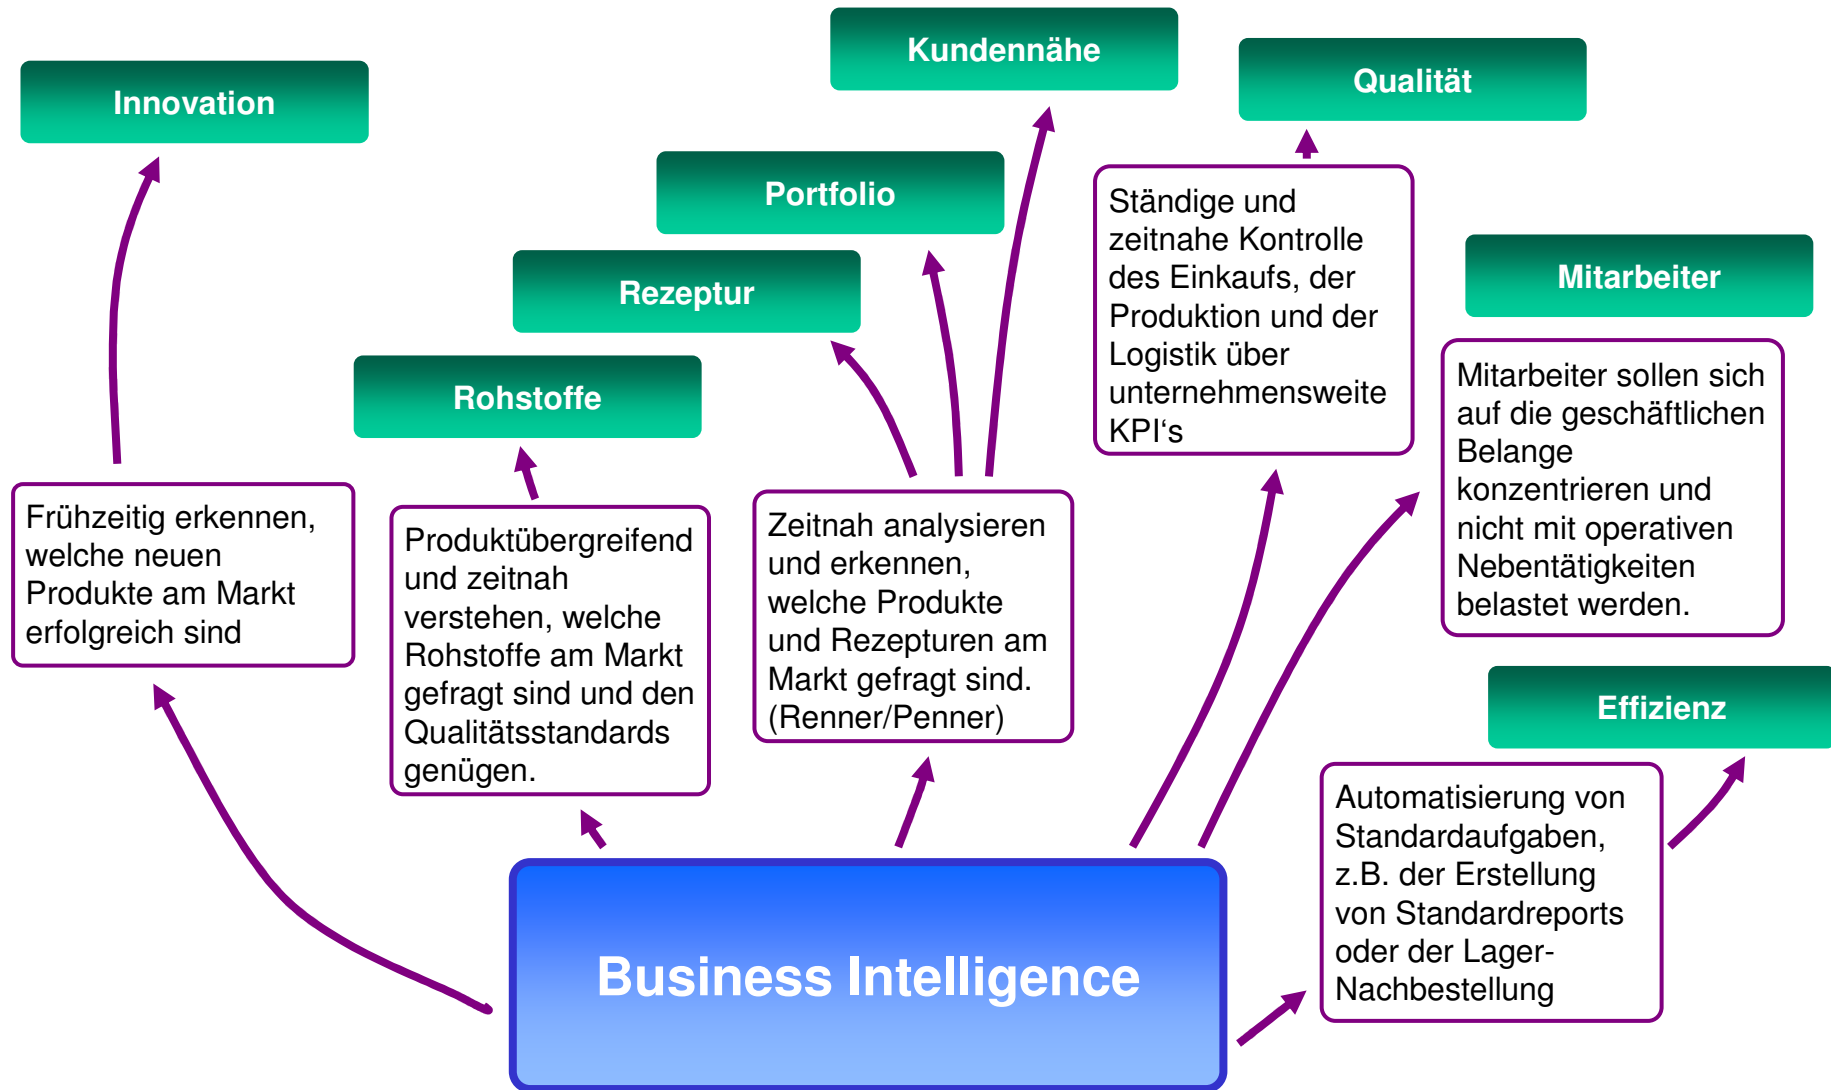 Kundennähe
Qualität
Innovation
Portfolio
Rezeptur
Mitarbeiter
Rohstoffe
Effizienz
Frühzeitig erkennen,
welche neuen
Produkte am Markt
erfolgreich sind
Produktübergreifend
und zeitnah
verstehen, welche
Rohstoffe am Markt
gefragt sind und den
Qualitätsstandards
genügen.
Zeitnah analysieren
und erkennen,
welche Produkte
und Rezepturen am
Markt gefragt sind.
(Renner/Penner)
Ständige und
zeitnahe Kontrolle
des Einkaufs, der
Produktion und der
Logistik über
unternehmensweite
KPI‘s
Mitarbeiter sollen sich
auf die geschäftlichen
Belange
konzentrieren und
nicht mit operativen
Nebentätigkeiten
belastet werden.
Automatisierung von
Standardaufgaben,
z.B. der Erstellung
von Standardreports
oder der Lager-
Nachbestellung
Business Intelligence